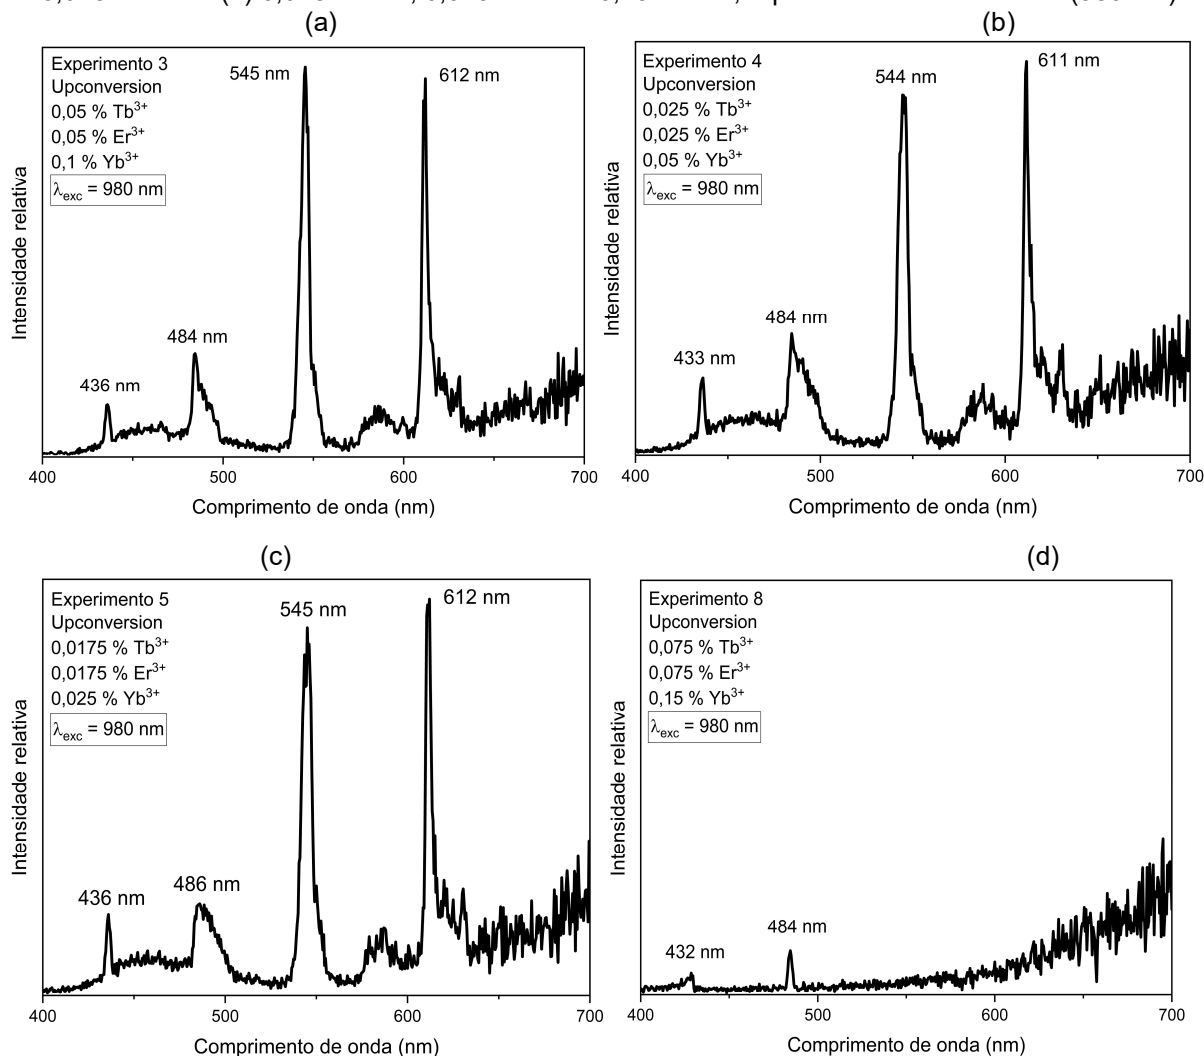 (a) (b)
Experimento 3
Upconversion
0,05 % Tb³⁺
0,05 % Er³⁺
0,1 % Yb³⁺
λexc = 980 nm
436 nm
484 nm
545 nm
612 nm
Intensidade relativa
400 500 600 700
Comprimento de onda (nm)
Experimento 4
Upconversion
0,025 % Tb³⁺
0,025 % Er³⁺
0,05 % Yb³⁺
λexc = 980 nm
433 nm
484 nm
544 nm
611 nm
Intensidade relativa
400 500 600 700
Comprimento de onda (nm)
(c) (d)
Experimento 5
Upconversion
0,0175 % Tb³⁺
0,0175 % Er³⁺
0,025 % Yb³⁺
λexc = 980 nm
436 nm
486 nm
545 nm
612 nm
Intensidade relativa
400 500 600 700
Comprimento de onda (nm)
Experimento 8
Upconversion
0,075 % Tb³⁺
0,075 % Er³⁺
0,15 % Yb³⁺
λexc = 980 nm
432 nm
484 nm
Intensidade relativa
400 500 600 700
Comprimento de onda (nm)